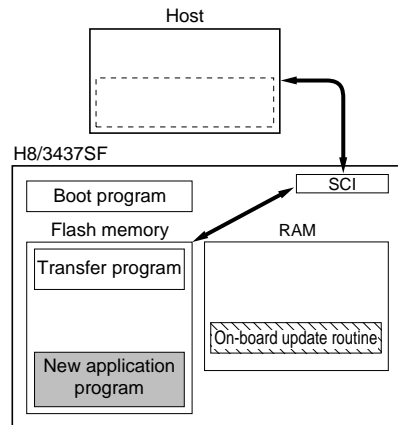 Host
H8/3437SF
SCI
Boot program
Flash memory
RAM
Transfer program
On-board update routine
New application
program